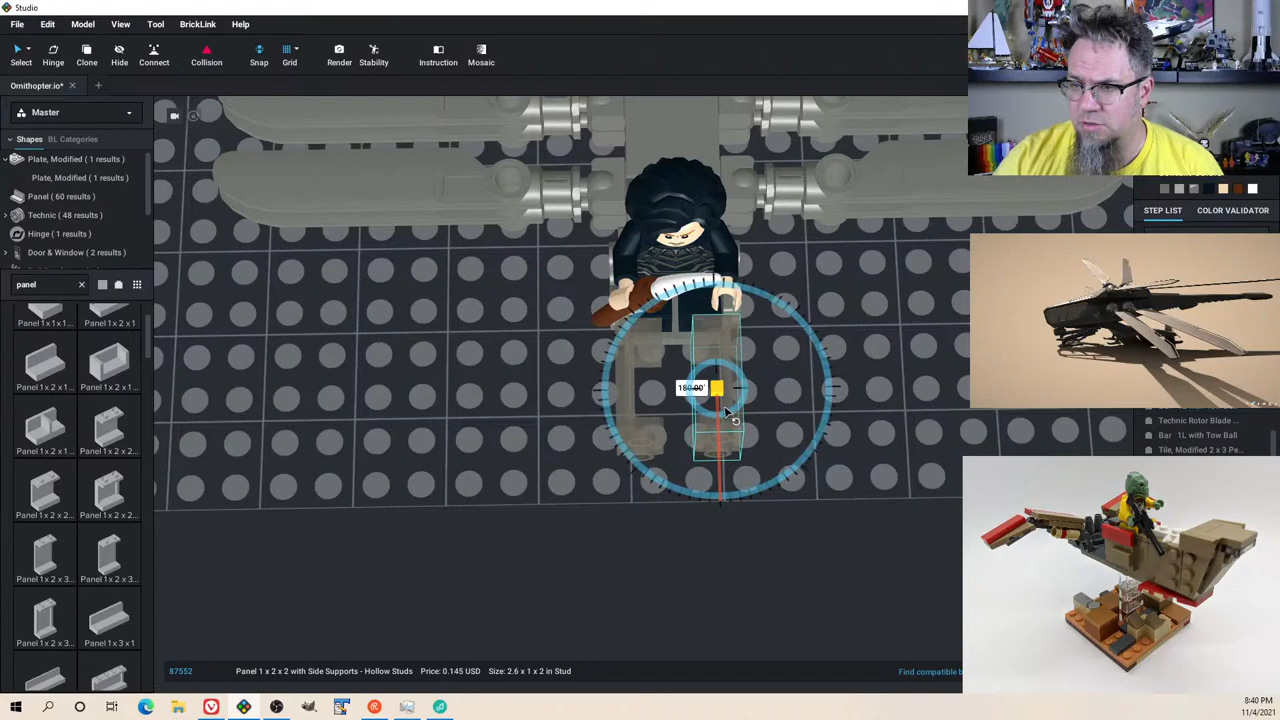 Studio
File Edit Model View Tool BrickLink Help
Select Hinge Clone Hide Connect Collision Snap Grid Render Stability Instruction Mosaic
Ornithopter.io*
Master
Shapes BL Categories
Plate, Modified ( 1 results )
Plate, Modified ( 1 results )
Panel ( 60 results )
Technic ( 48 results )
Hinge ( 1 results )
Door & Window ( 2 results )
panel
Panel 1 x 1 x... Panel 1 x 2 x 1
Panel 1 x 2 x 1... Panel 1 x 2 x 1...
Panel 1 x 2 x 1... Panel 1 x 2 x 1...
Panel 1 x 2 x 2... Panel 1 x 2 x 2...
Panel 1 x 2 x 3... Panel 1 x 2 x 3...
Panel 1 x 2 x 3... Panel 1 x 3 x 1
180.00°
STEP LIST COLOR VALIDATOR
Technic Rotor Blade ...
Bar 1L with Tow Ball
Tile, Modified 2 x 3 Pe...
87552 Panel 1 x 2 x 2 with Side Supports - Hollow Studs Price: 0.145 USD Size: 2.6 x 1 x 2 in Stud
Find compatible b
8:40 PM
11/4/2021